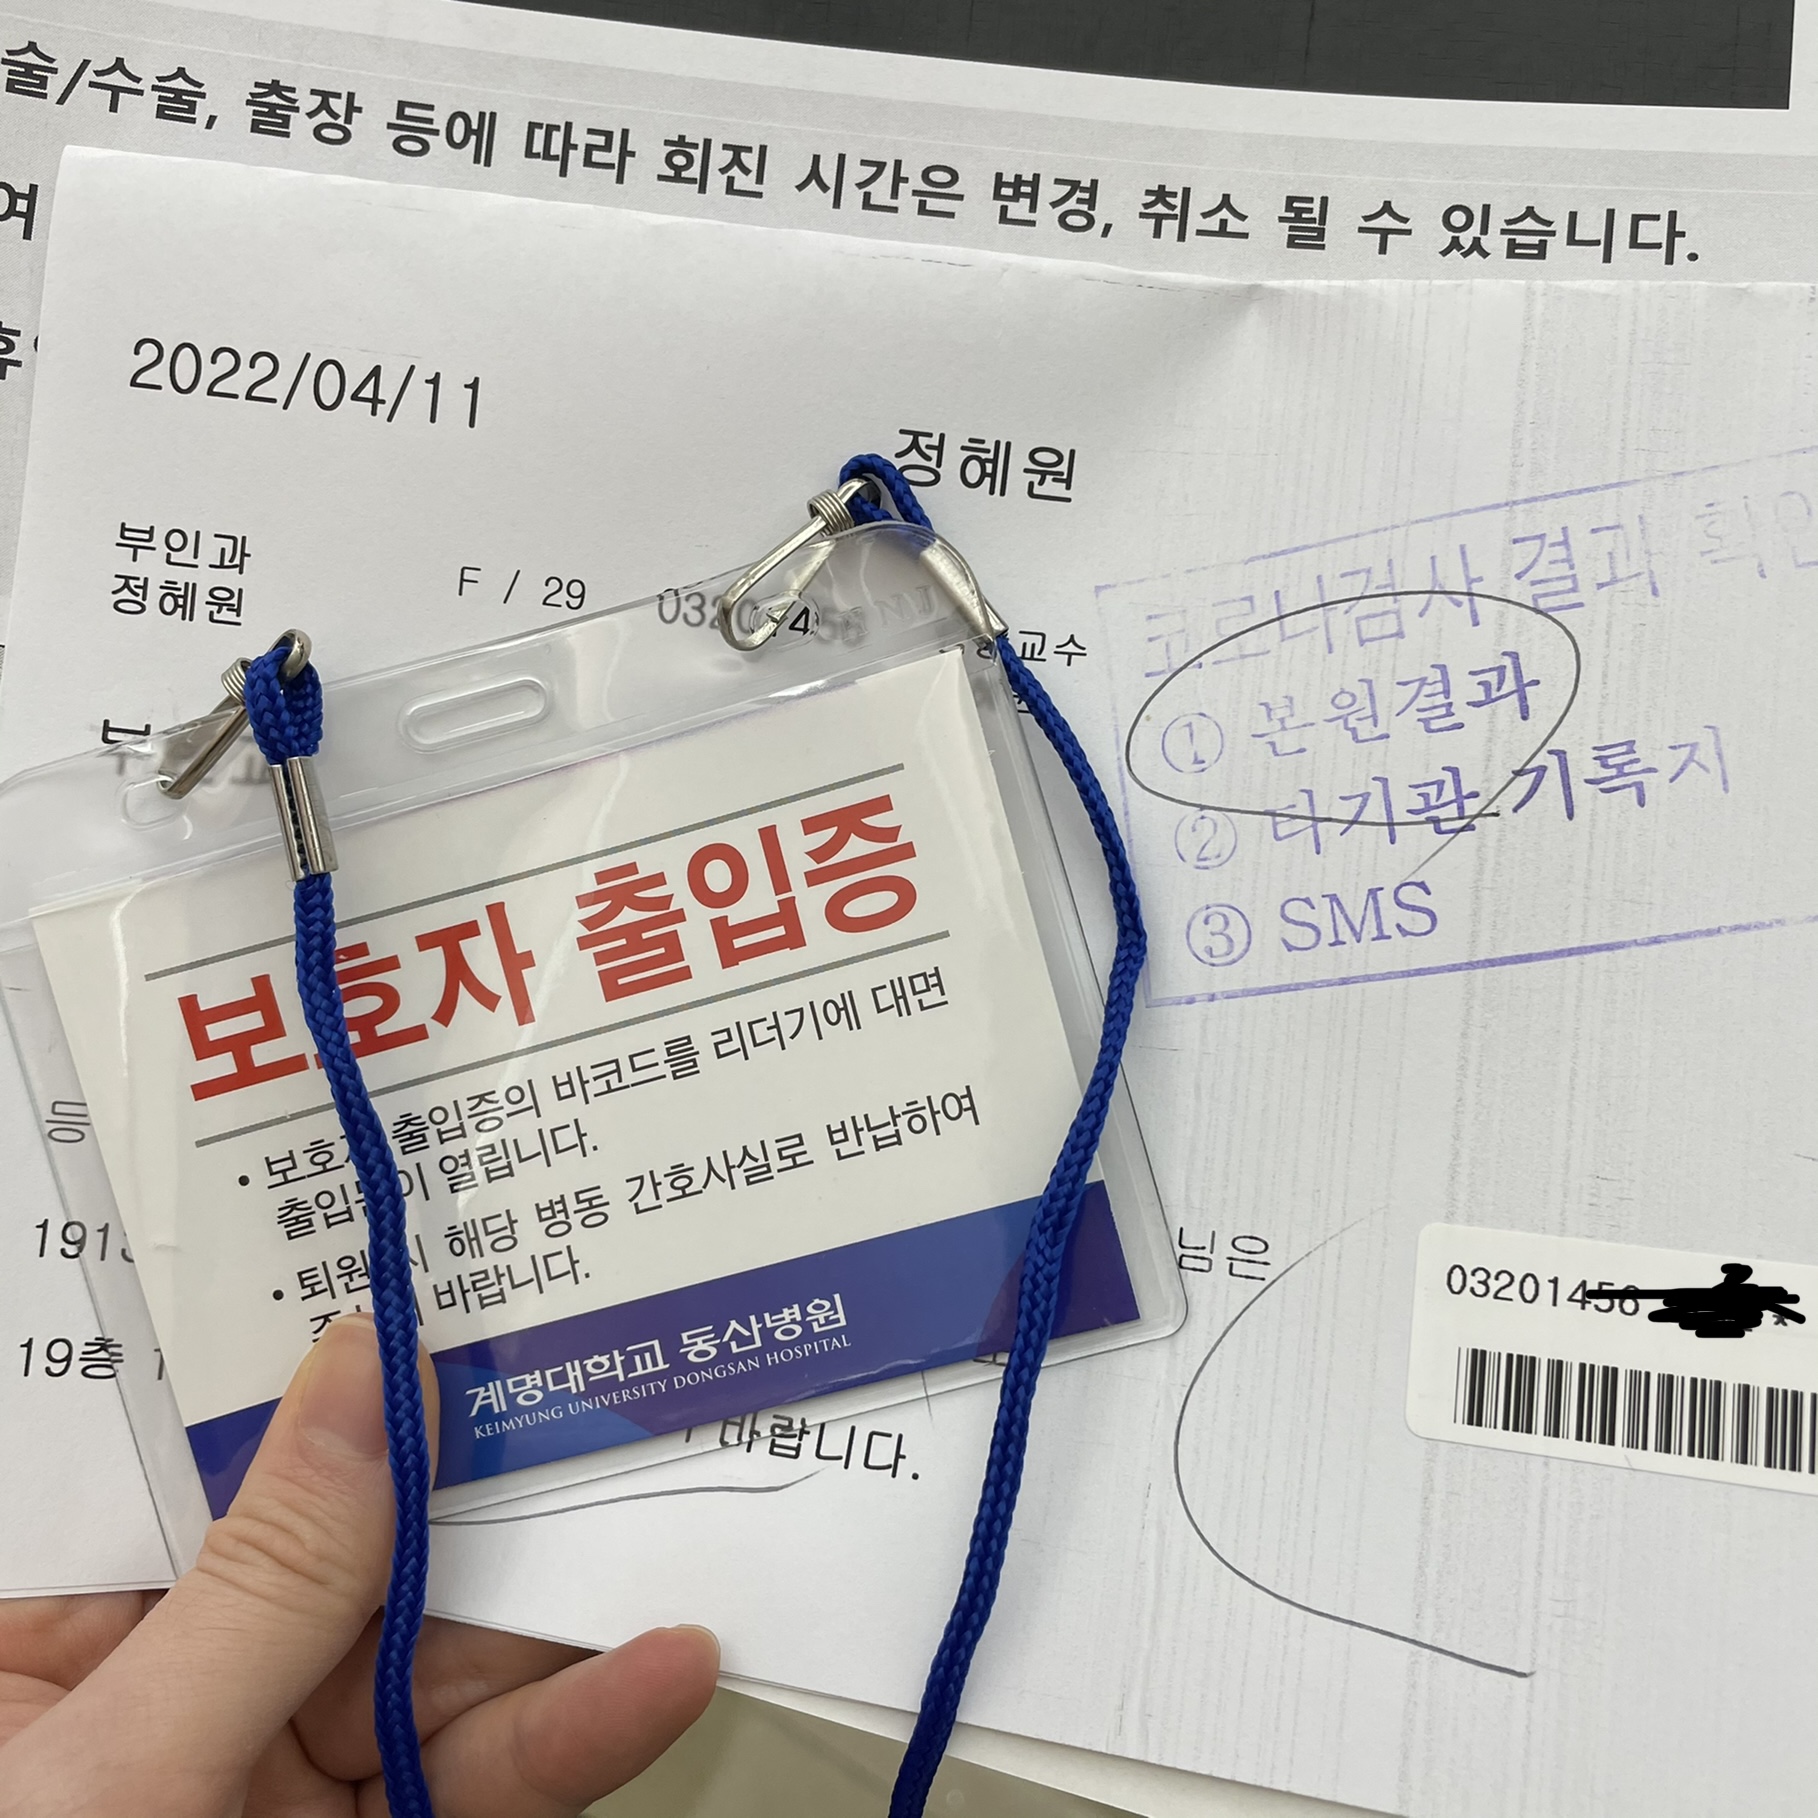 술/수술, 출장 등에 따라 회진 시간은 변경, 취소 될 수 있습니다.
여
2022/04/11
정혜원
부인과
정혜원 F / 29
교수
코로나검사 결과 확인
① 본원결과
② 타기관 기록지
③ SMS
보호자 출입증
• 보호자 출입증의 바코드를 리더기에 대면
출입문이 열립니다.
• 퇴원 시 해당 병동 간호사실로 반납하여
바랍니다.
계명대학교 동산병원
KEIMYUNG UNIVERSITY DONGSAN HOSPITAL
등
1913
19층
님은
바랍니다.
03201456